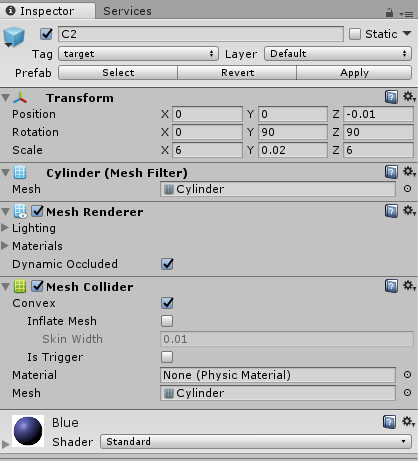 Inspector Services
C2 Static
Tag target Layer Default
Prefab Select Revert Apply
Transform
Position X 0 Y 0 Z -0.01
Rotation X 0 Y 90 Z 90
Scale X 6 Y 0.02 Z 6
Cylinder (Mesh Filter)
Mesh Cylinder
Mesh Renderer
Lighting
Materials
Dynamic Occluded
Mesh Collider
Convex
Inflate Mesh
Skin Width 0.01
Is Trigger
Material None (Physic Material)
Mesh Cylinder
Blue
Shader Standard